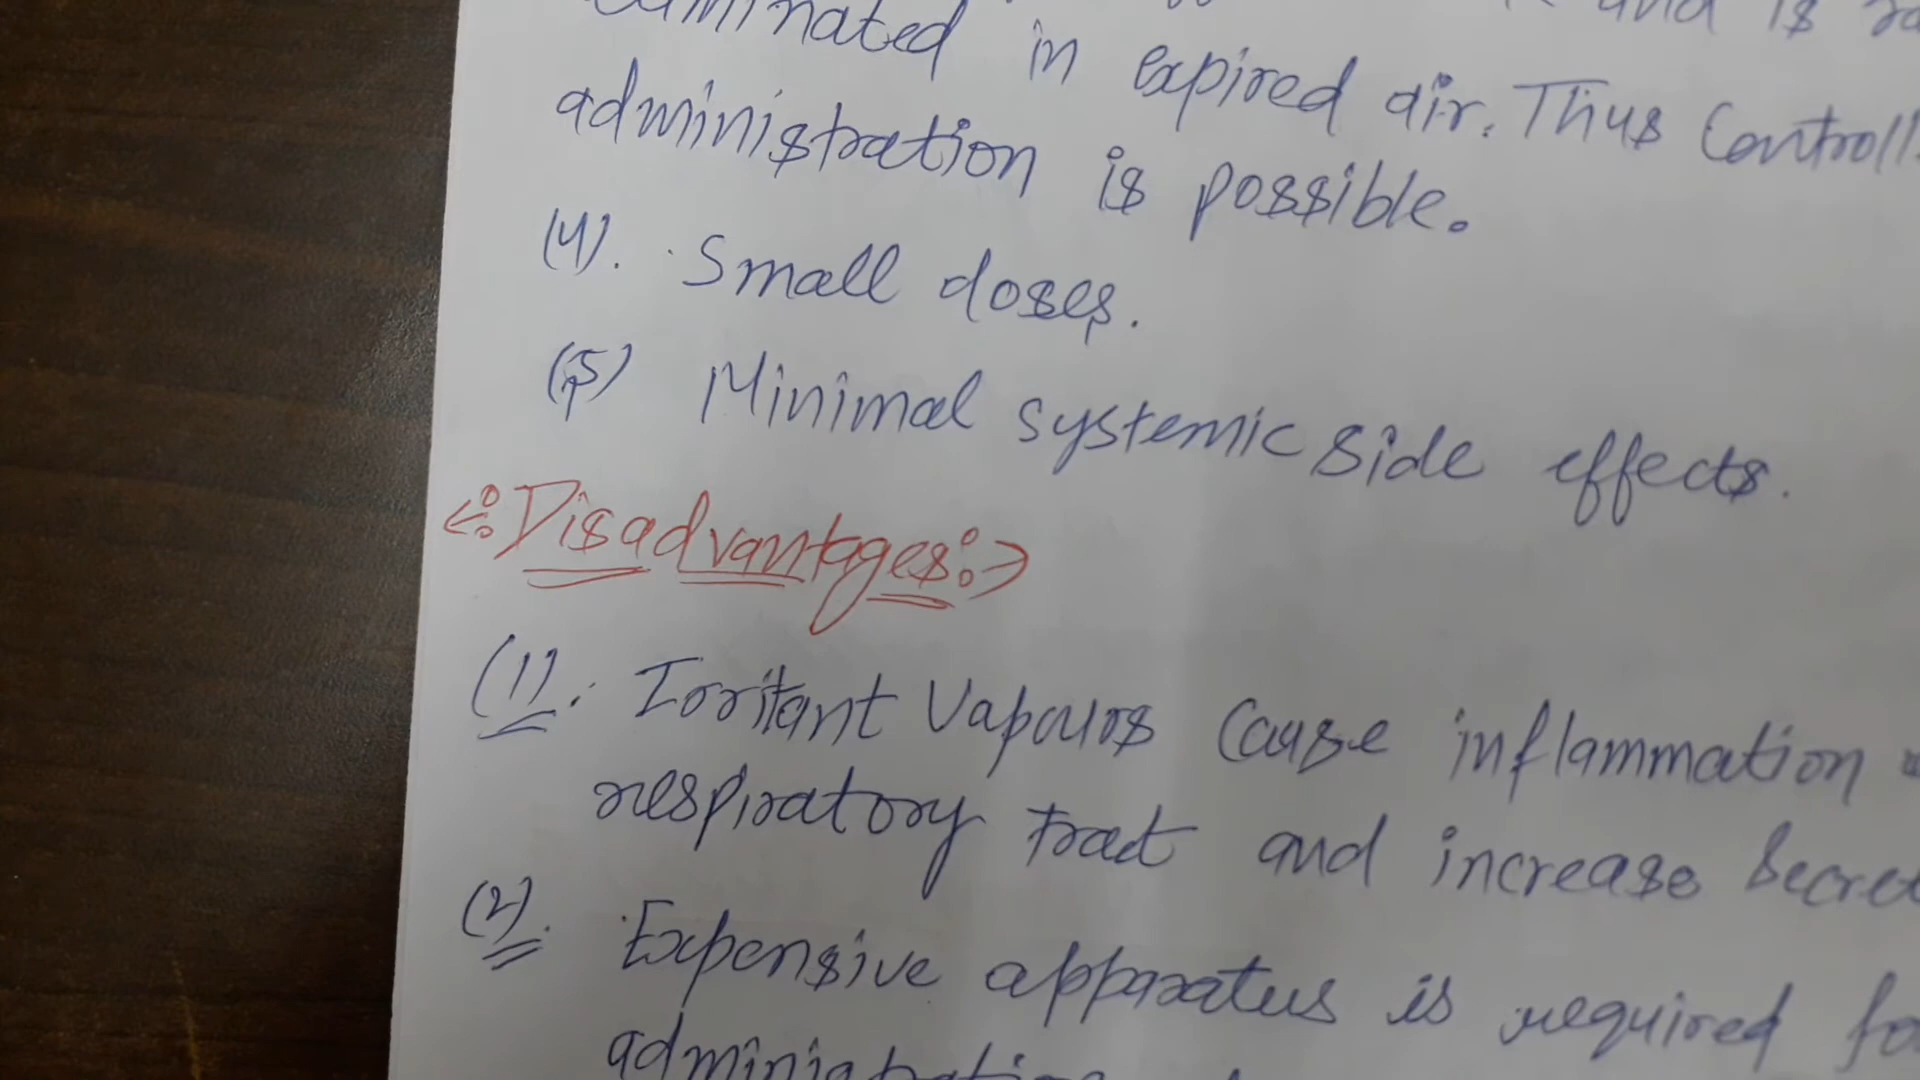 in expired air. Thus
administration is possible.
(4). Small doses.
(5) Minimal systemic side effects.
<:Disadvantages:->
(1). Irritant Vapours Cause inflammation
respiratory tract and increase
(2). Expensive apparatus is required